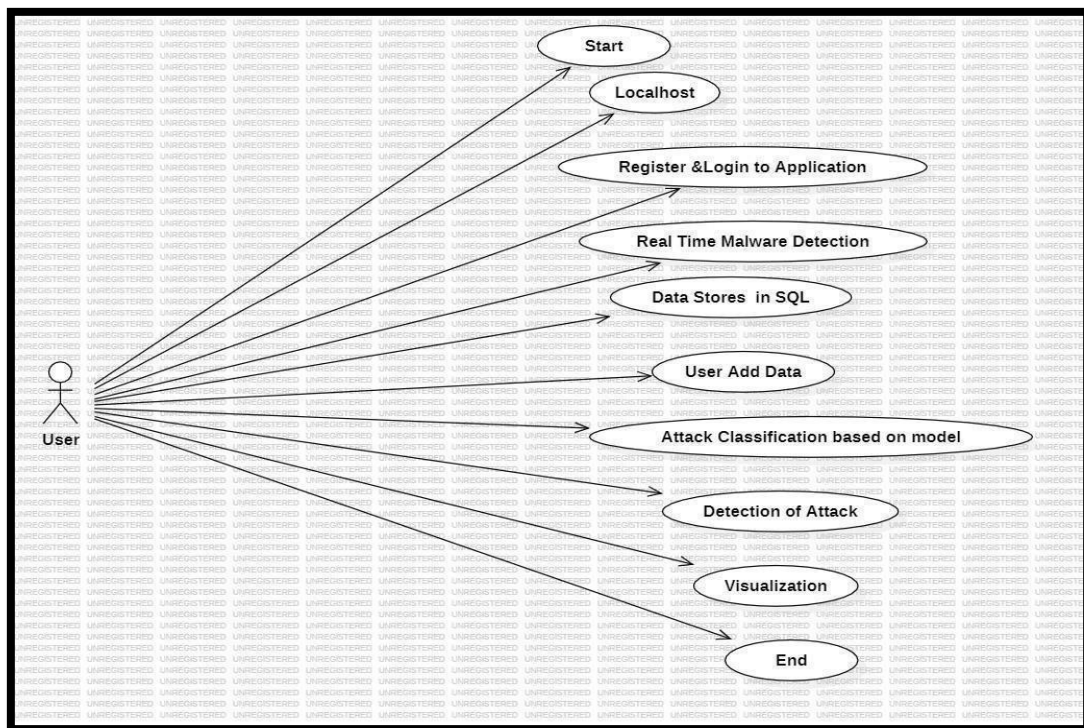 Start
Localhost
Register &Login to Application
Real Time Malware Detection
Data Stores in SQL
User Add Data
Attack Classification based on model
Detection of Attack
Visualization
End
User
UNREGISTERED